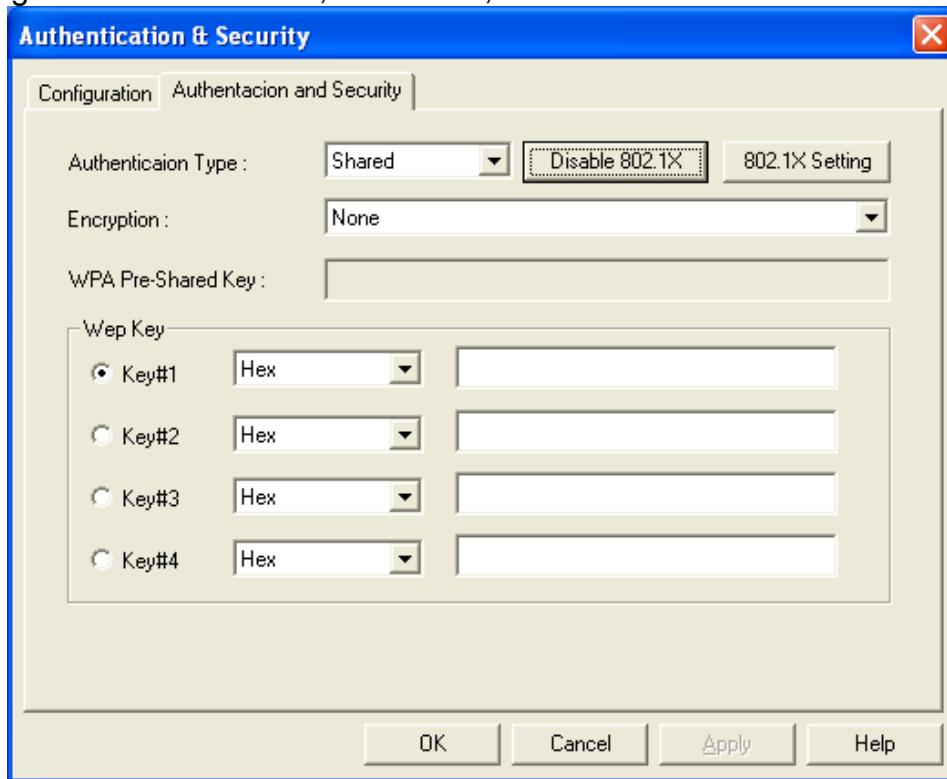 Authentication & Security
Configuration Authentacion and Security
Authenticaion Type : Shared Disable 802.1X 802.1X Setting
Encryption : None
WPA Pre-Shared Key :
Wep Key
Key#1 Hex
Key#2 Hex
Key#3 Hex
Key#4 Hex
OK Cancel Apply Help